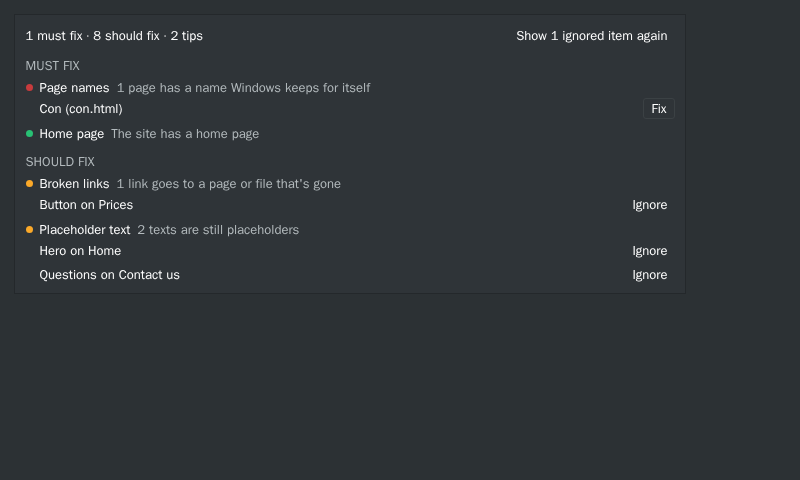 1 must fix · 8 should fix · 2 tips Show 1 ignored item again
MUST FIX
Page names 1 page has a name Windows keeps for itself
Con (con.html) Fix
Home page The site has a home page
SHOULD FIX
Broken links 1 link goes to a page or file that's gone
Button on Prices Ignore
Placeholder text 2 texts are still placeholders
Hero on Home Ignore
Questions on Contact us Ignore